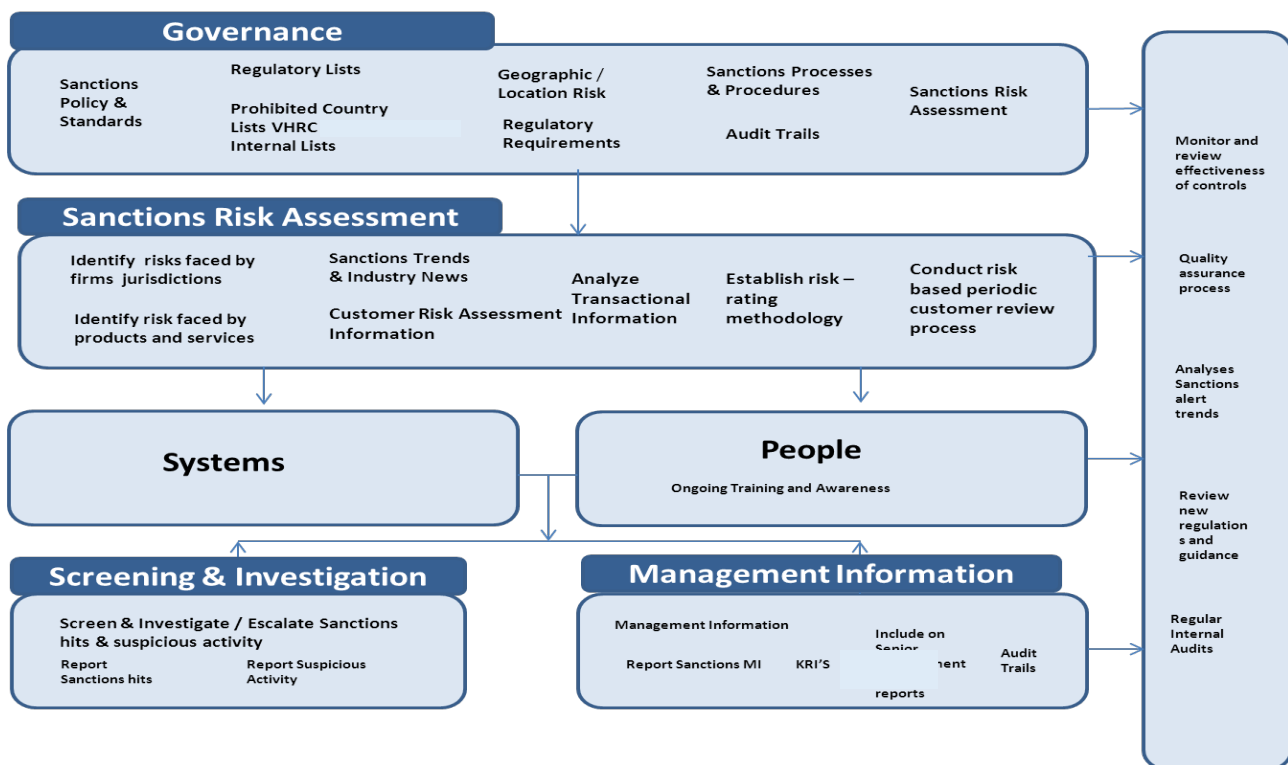 Governance
Sanctions
Policy &
Standards
Regulatory Lists
Prohibited Country
Lists VHRC
Internal Lists
Geographic /
Location Risk
Regulatory
Requirements
Sanctions Processes
& Procedures
Audit Trails
Sanctions Risk
Assessment
Sanctions Risk Assessment
Identify risks faced by
firms jurisdictions
Identify risk faced by
products and services
Sanctions Trends
& Industry News
Customer Risk Assessment
Information
Analyze
Transactional
Information
Establish risk –
rating
methodology
Conduct risk
based periodic
customer review
process
Systems
People
Ongoing Training and Awareness
Screening & Investigation
Screen & Investigate / Escalate Sanctions
hits & suspicious activity
Report
Sanctions hits
Report Suspicious
Activity
Management Information
Management Information
Report Sanctions MI
KRI'S
Include on
Senior
ment
reports
Audit
Trails
Monitor and
review
effectiveness
of controls
Quality
assurance
process
Analyses
Sanctions
alert
trends
Review
new
regulation
s and
guidance
Regular
Internal
Audits